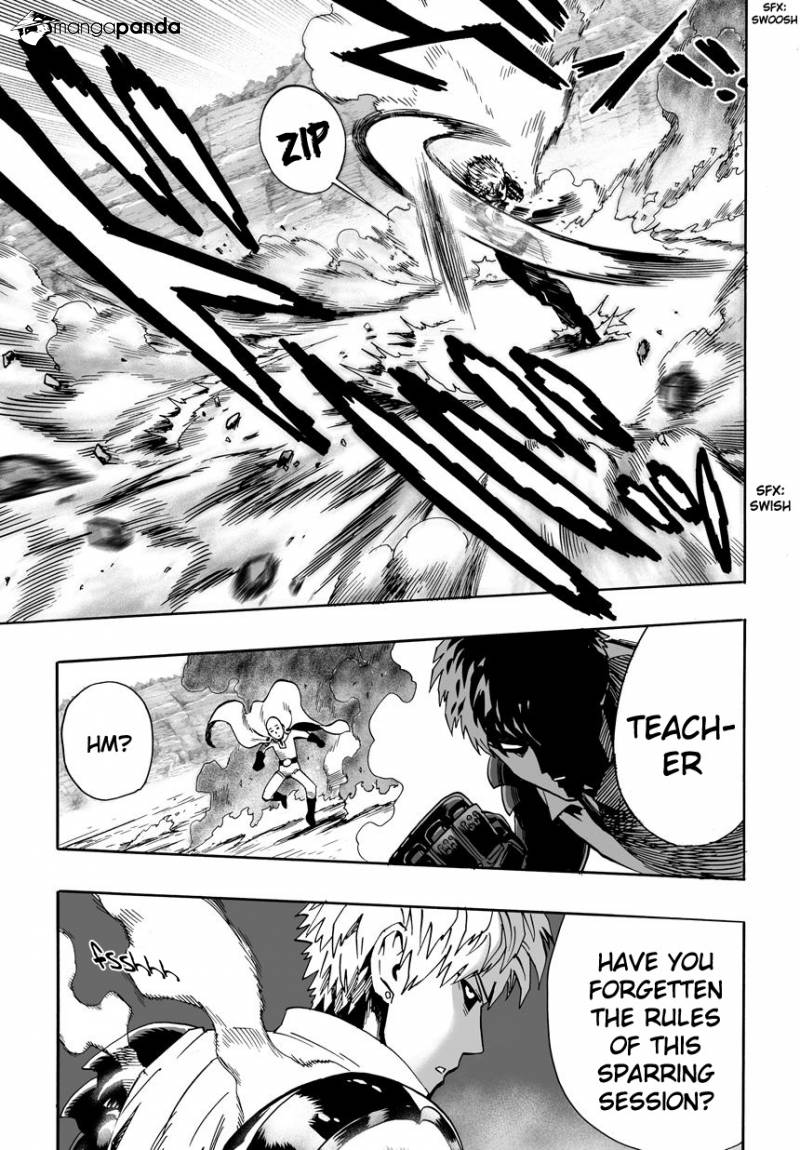 mangapanda
SFX:
SWOOSH
ZIP
SFX:
SWISH
TEACH-
ER
HM?
fsshhh
HAVE YOU
FORGETTEN
THE RULES
OF THIS
SPARRING
SESSION?